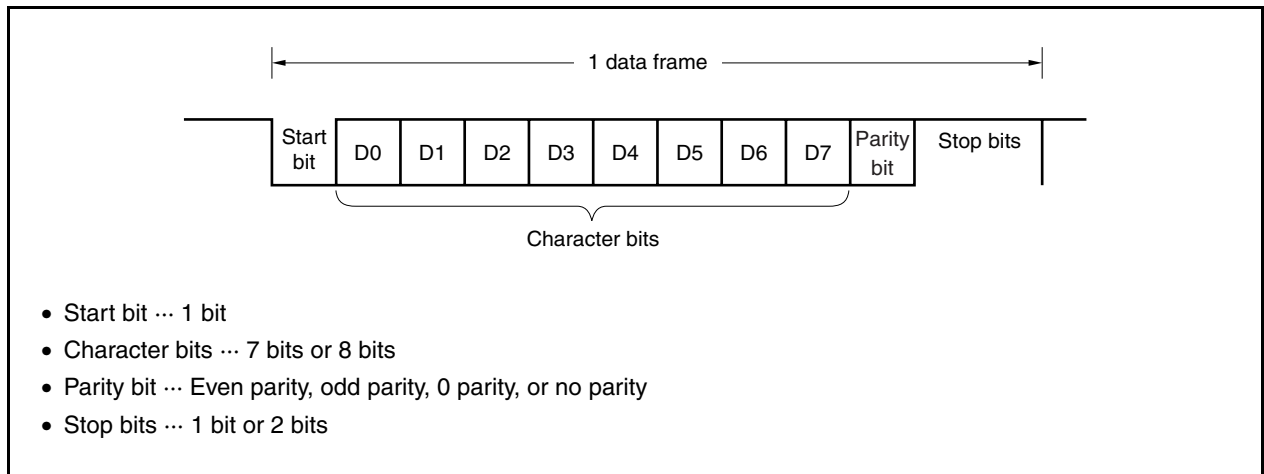 1 data frame
Start bit D0 D1 D2 D3 D4 D5 D6 D7 Parity bit Stop bits
Character bits
• Start bit ··· 1 bit
• Character bits ··· 7 bits or 8 bits
• Parity bit ··· Even parity, odd parity, 0 parity, or no parity
• Stop bits ··· 1 bit or 2 bits